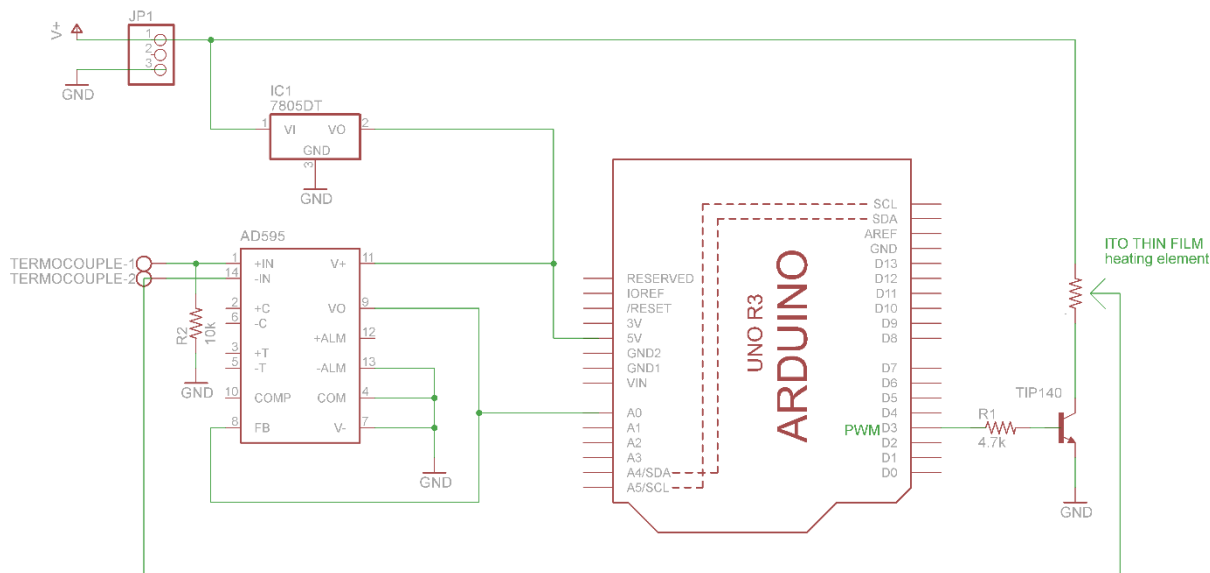 JP1
V+
1
2
3
GND
IC1
7805DT
1
VI
VO
2
GND
3
GND
AD595
TERMOCOUPLE-1
TERMOCOUPLE-2
1
+IN
V+
11
14
-IN
2
+C
VO
9
6
-C
+ALM
12
3
+T
-ALM
13
5
-T
10
COMP
COM
4
8
FB
V-
7
R2
10k
GND
GND
RESERVED
IOREF
/RESET
3V
5V
GND2
GND1
VIN
A0
A1
A2
A3
A4/SDA
A5/SCL
UNO R3
ARDUINO
SCL
SDA
AREF
GND
D13
D12
D11
D10
D9
D8
D7
D6
D5
D4
PWM
D3
D2
D1
D0
R1
4.7k
TIP140
GND
ITO THIN FILM
heating element